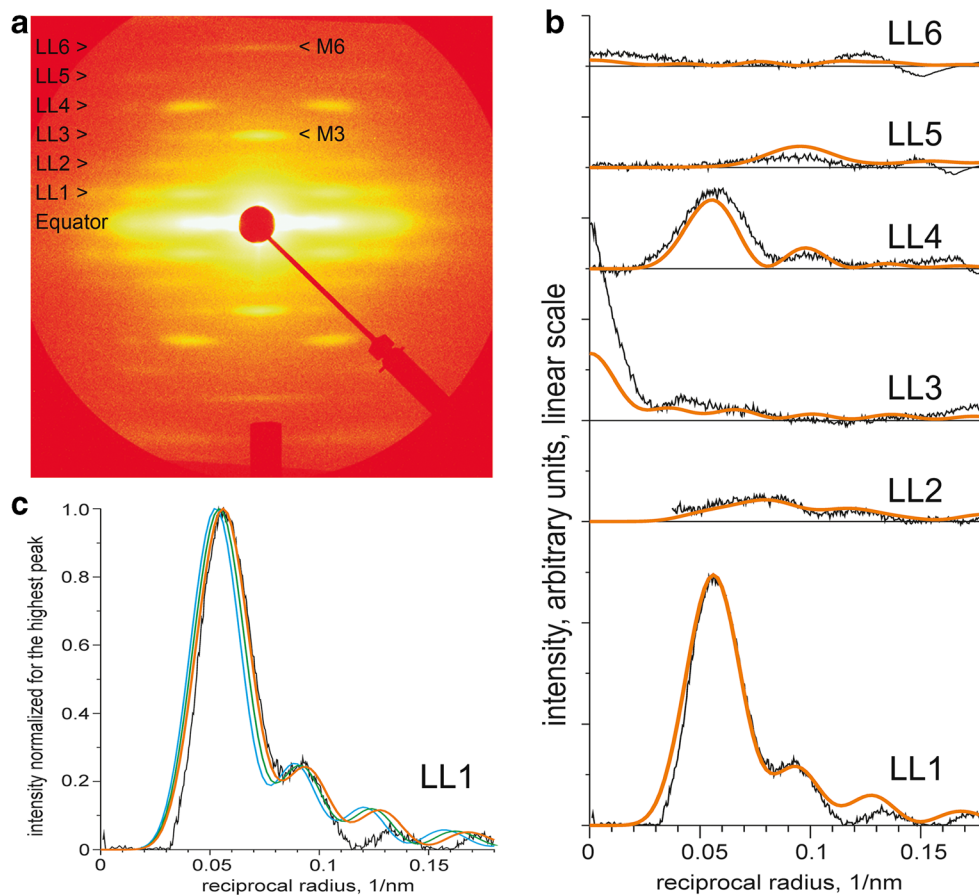 a
LL6 >
< M6
LL5 >
LL4 >
LL3 >
< M3
LL2 >
LL1 >
Equator
b
LL6
LL5
LL4
LL3
LL2
LL1
intensity, arbitrary units, linear scale
0
0.05
0.10
0.15
reciprocal radius, 1/nm
c
1.0
0.8
0.6
0.4
0.2
0
intensity normalized for the highest peak
LL1
0
0.05
0.1
0.15
reciprocal radius, 1/nm